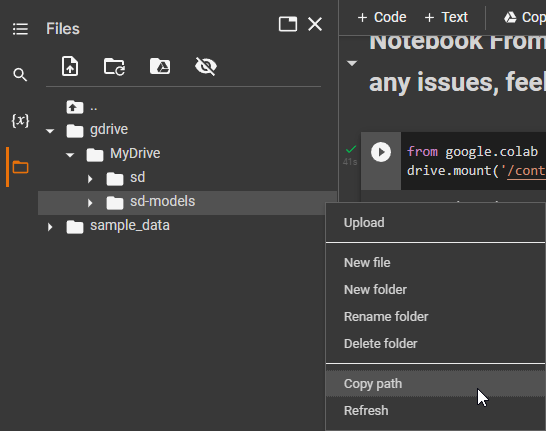 Files
..
gdrive
MyDrive
sd
sd-models
sample_data
{x}
+ Code + Text Cop
Notebook From
any issues, feel
41s
from google.colab
drive.mount('/cont
Upload
New file
New folder
Rename folder
Delete folder
Copy path
Refresh